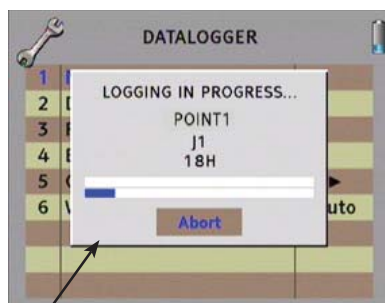 DATALOGGER
1
2
3
4
5
6
uto
LOGGING IN PROGRESS...
POINT1
J1
18H
Abort